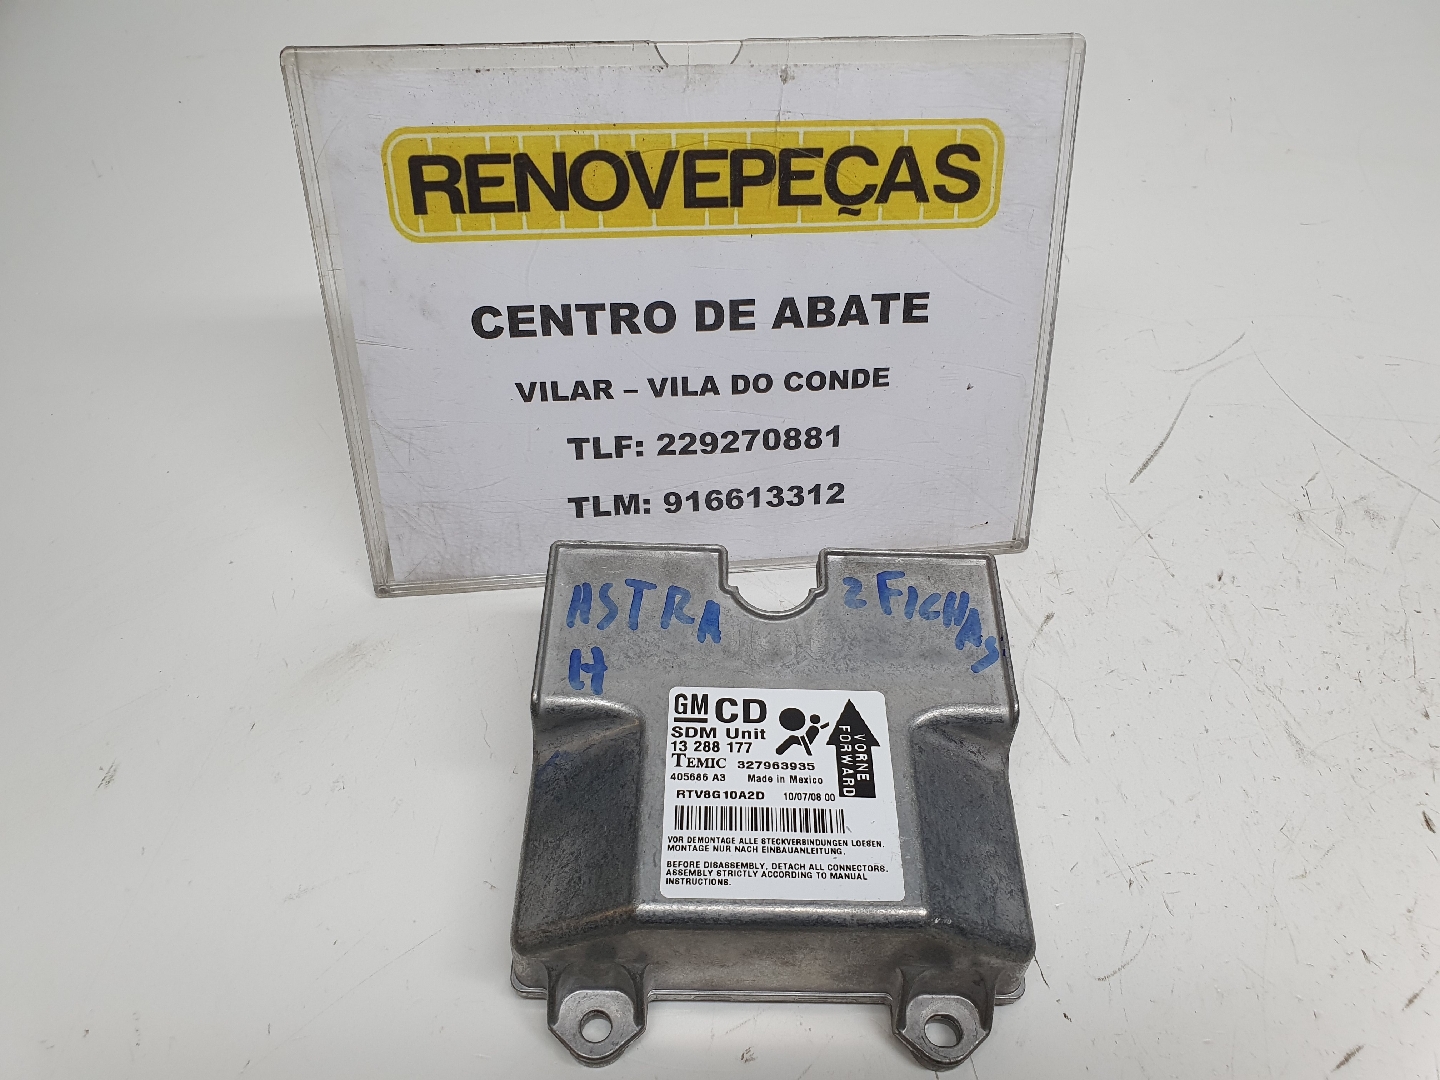 RENOVEPEÇAS
CENTRO DE ABATE
VILAR – VILA DO CONDE
TLF: 229270881
TLM: 916613312
ASTRA
H
2 FICHAS
GM CD
SDM Unit
13 288 177
TEMIC 327963935
405686 A3 Made in Mexico
RTV8G10A2D 10/07/08 00
VORNE
FORWARD
VOR DEMONTAGE ALLE STECKVERBINDUNGEN LOESEN.
MONTAGE NUR NACH EINBAUANLEITUNG.
BEFORE DISASSEMBLY, DETACH ALL CONNECTORS.
ASSEMBLY STRICTLY ACCORDING TO MANUAL
INSTRUCTIONS.